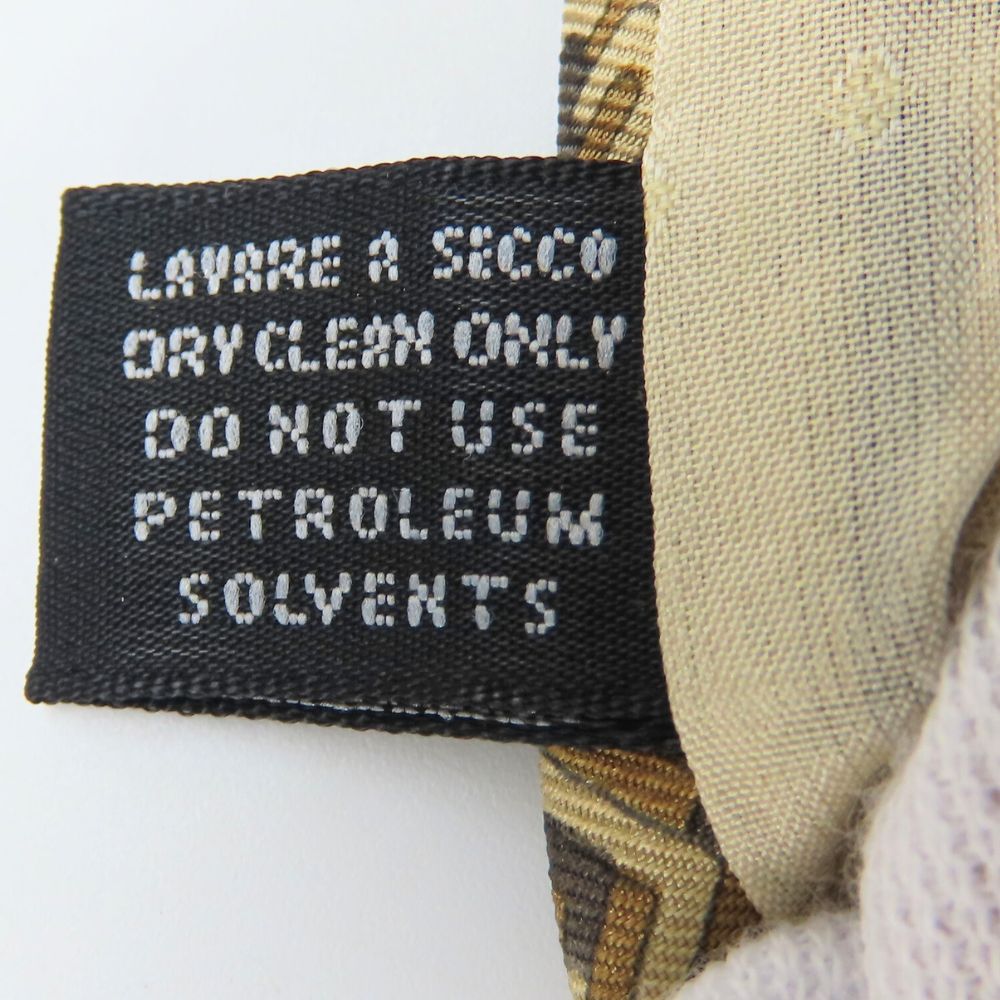 LAVARE A SECCO
DRY CLEAN ONLY
DO NOT USE
PETROLEUM
SOLVENTS